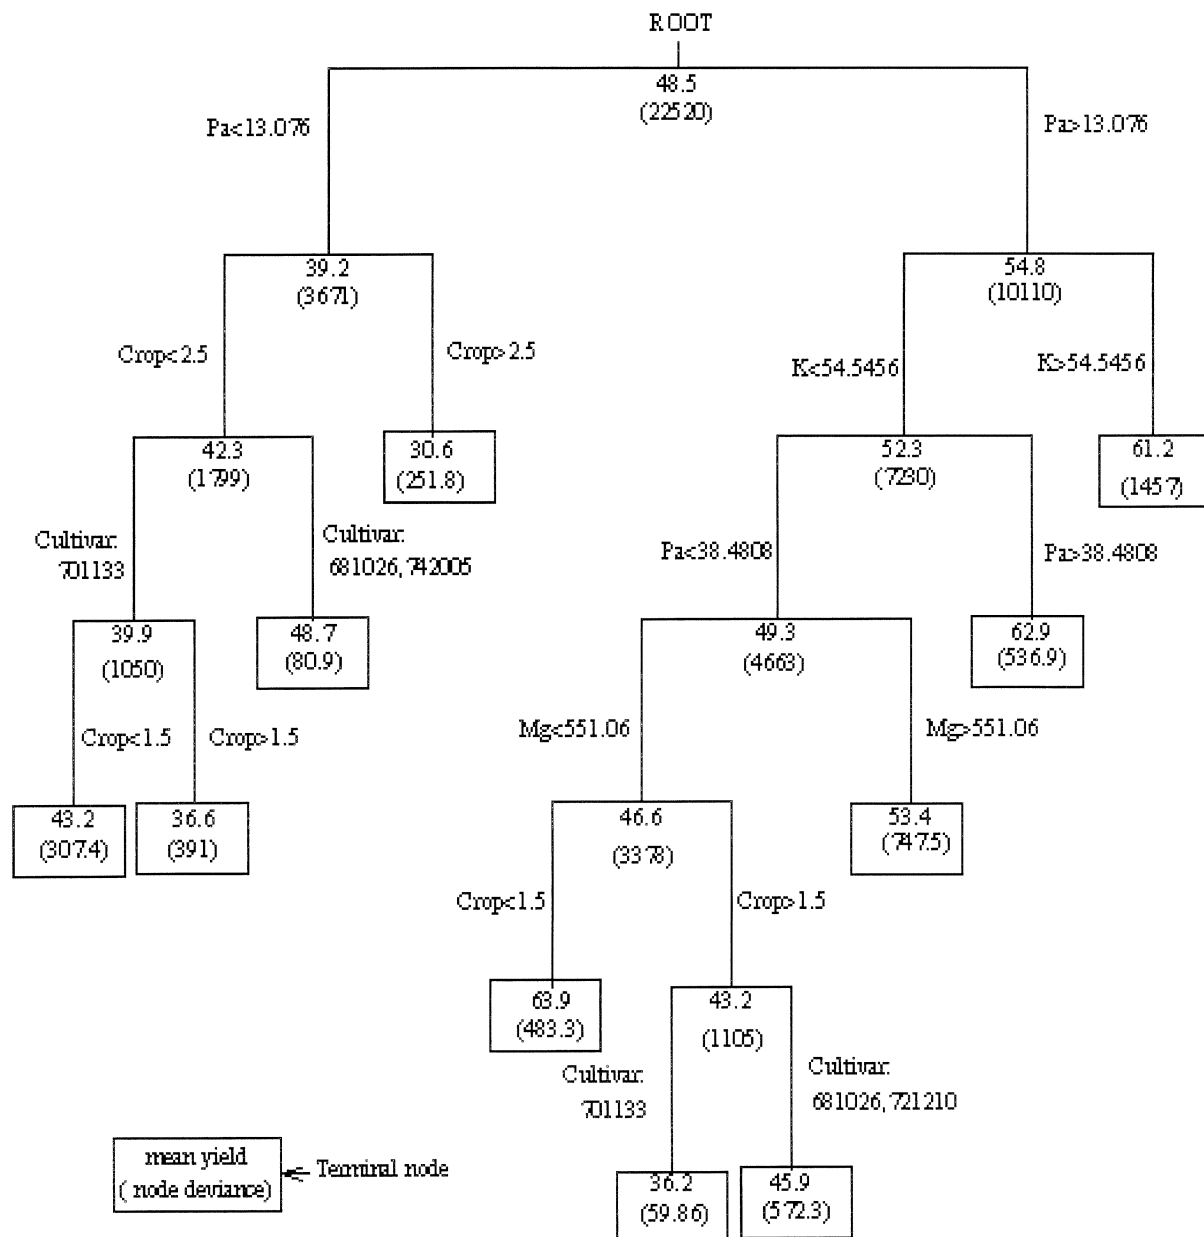 ROOT
48.5
(22520)
Pa<13.076
Pa>13.076
39.2
(3671)
54.8
(10110)
Crop<2.5
Crop>2.5
K<54.5456
K>54.5456
42.3
(1799)
30.6
(251.8)
52.3
(7230)
61.2
(1457)
Cultivar:
701133
Cultivar:
681026,742005
Pa<38.4808
Pa>38.4808
39.9
(1050)
48.7
(80.9)
49.3
(4663)
62.9
(536.9)
Crop<1.5
Crop>1.5
Mg<551.06
Mg>551.06
43.2
(307.4)
36.6
(391)
46.6
(3378)
53.4
(747.5)
Crop<1.5
Crop>1.5
63.9
(483.3)
43.2
(1105)
Cultivar:
701133
Cultivar:
681026,721210
mean yield
( node deviance)
Terminal node
36.2
(59.86)
45.9
(572.3)